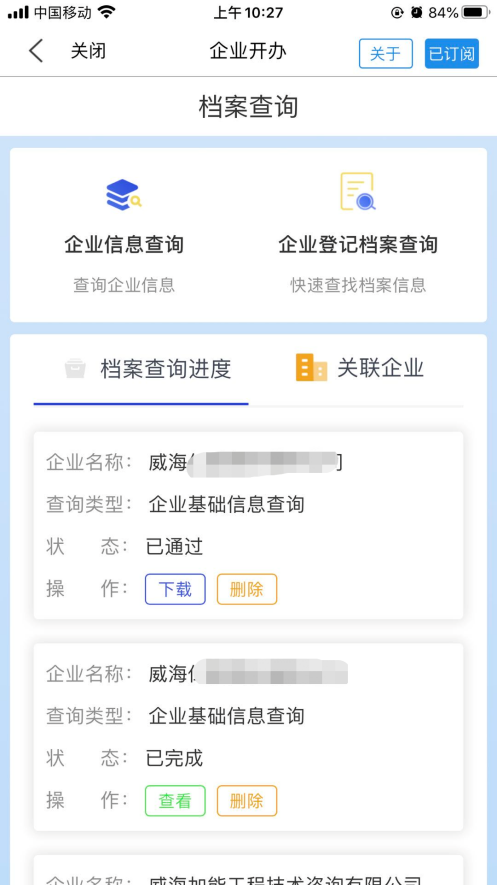 中国移动 上午 10:27 84%
关闭 企业开办 关于 已订阅
档案查询
企业信息查询 企业登记档案查询
查询企业信息 快速查找档案信息
档案查询进度 关联企业
企业名称: 威海
查询类型: 企业基础信息查询
状 态: 已通过
操 作: 下载 删除
企业名称: 威海
查询类型: 企业基础信息查询
状 态: 已完成
操 作: 查看 删除
企业名称: 威海加能工程技术咨询有限公司